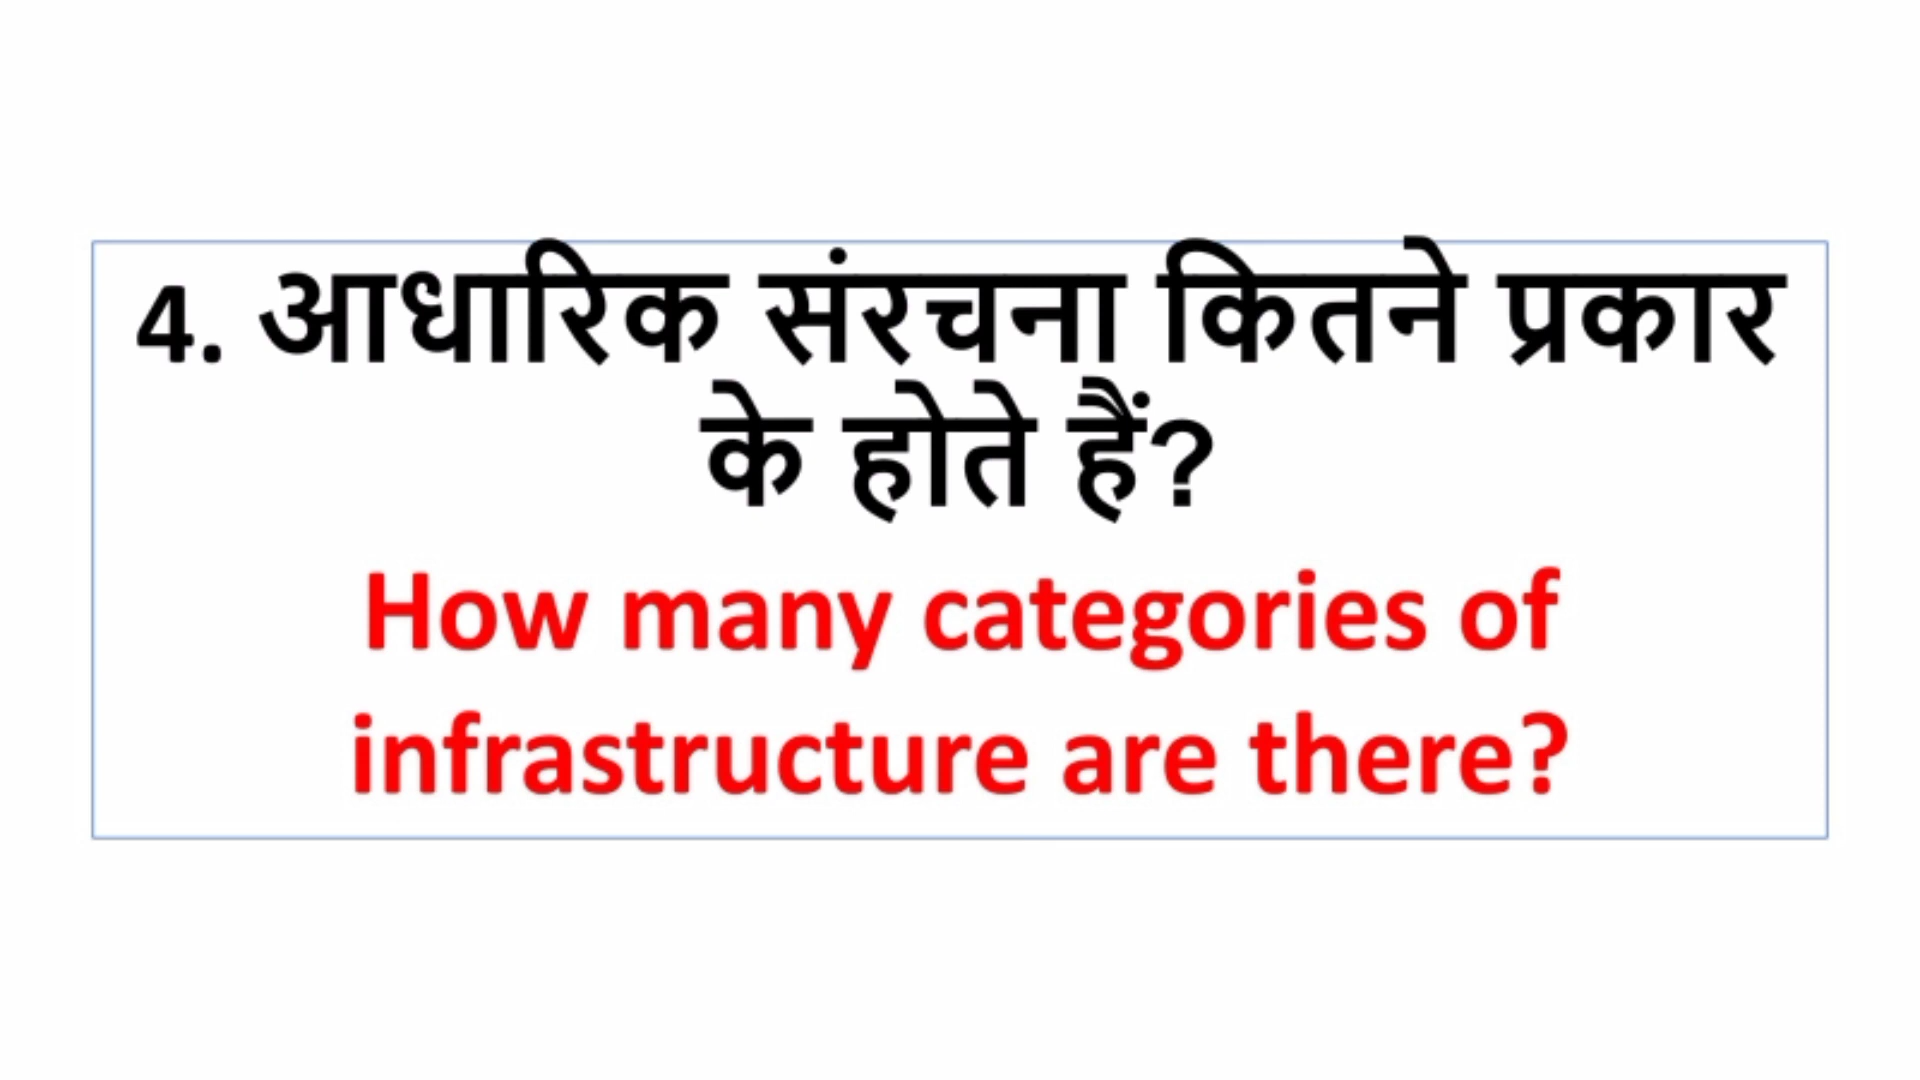 4. आधारिक संरचना कितने प्रकार
के होते हैं?
How many categories of
infrastructure are there?